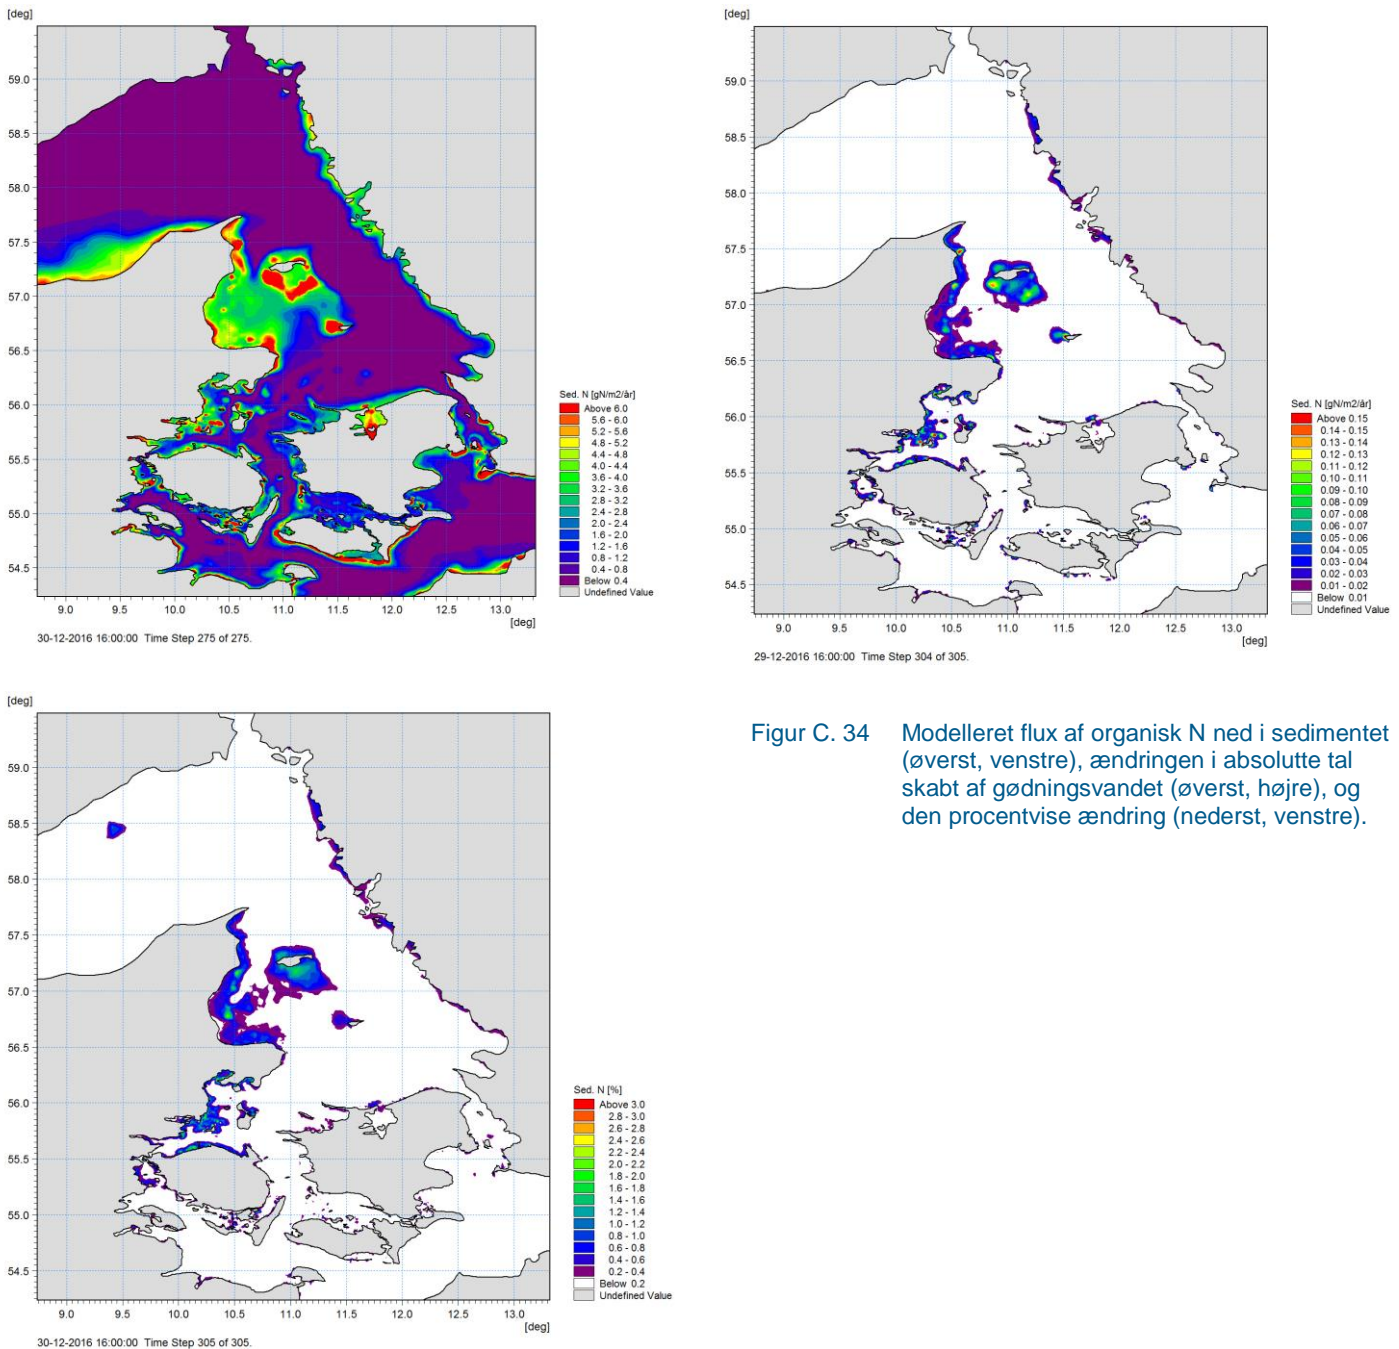 [deg]
59.0
58.5
58.0
57.5
57.0
56.5
56.0
55.5
55.0
54.5
9.0 9.5 10.0 10.5 11.0 11.5 12.0 12.5 13.0
[deg]
30-12-2016 16:00:00 Time Step 275 of 275.
Sed. N [gN/m2/år]
Above 6.0
5.6 - 6.0
5.2 - 5.6
4.8 - 5.2
4.4 - 4.8
4.0 - 4.4
3.6 - 4.0
3.2 - 3.6
2.8 - 3.2
2.4 - 2.8
2.0 - 2.4
1.6 - 2.0
1.2 - 1.6
0.8 - 1.2
0.4 - 0.8
Below 0.4
Undefined Value
[deg]
59.0
58.5
58.0
57.5
57.0
56.5
56.0
55.5
55.0
54.5
9.0 9.5 10.0 10.5 11.0 11.5 12.0 12.5 13.0
[deg]
29-12-2016 16:00:00 Time Step 304 of 305.
Sed. N [gN/m2/år]
Above 0.15
0.14 - 0.15
0.13 - 0.14
0.12 - 0.13
0.11 - 0.12
0.10 - 0.11
0.09 - 0.10
0.08 - 0.09
0.07 - 0.08
0.06 - 0.07
0.05 - 0.06
0.04 - 0.05
0.03 - 0.04
0.02 - 0.03
0.01 - 0.02
Below 0.01
Undefined Value
[deg]
59.0
58.5
58.0
57.5
57.0
56.5
56.0
55.5
55.0
54.5
9.0 9.5 10.0 10.5 11.0 11.5 12.0 12.5 13.0
[deg]
30-12-2016 16:00:00 Time Step 305 of 305.
Sed. N [%]
Above 3.0
2.8 - 3.0
2.6 - 2.8
2.4 - 2.6
2.2 - 2.4
2.0 - 2.2
1.8 - 2.0
1.6 - 1.8
1.4 - 1.6
1.2 - 1.4
1.0 - 1.2
0.8 - 1.0
0.6 - 0.8
0.4 - 0.6
0.2 - 0.4
Below 0.2
Undefined Value
Figur C. 34 Modelleret flux af organisk N ned i sedimentet
(øverst, venstre), ændringen i absolutte tal
skabt af gødningsvandet (øverst, højre), og
den procentvise ændring (nederst, venstre).